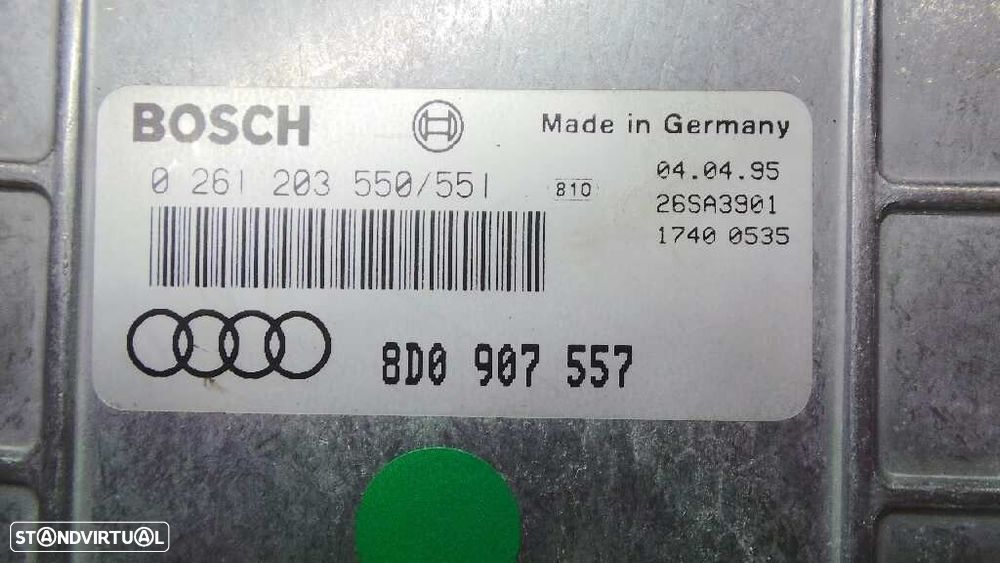 BOSCH
Made in Germany
0 261 203 550/551
810
04.04.95
26SA3901
1740 0535
8D0 907 557
STANDVIRTUAL